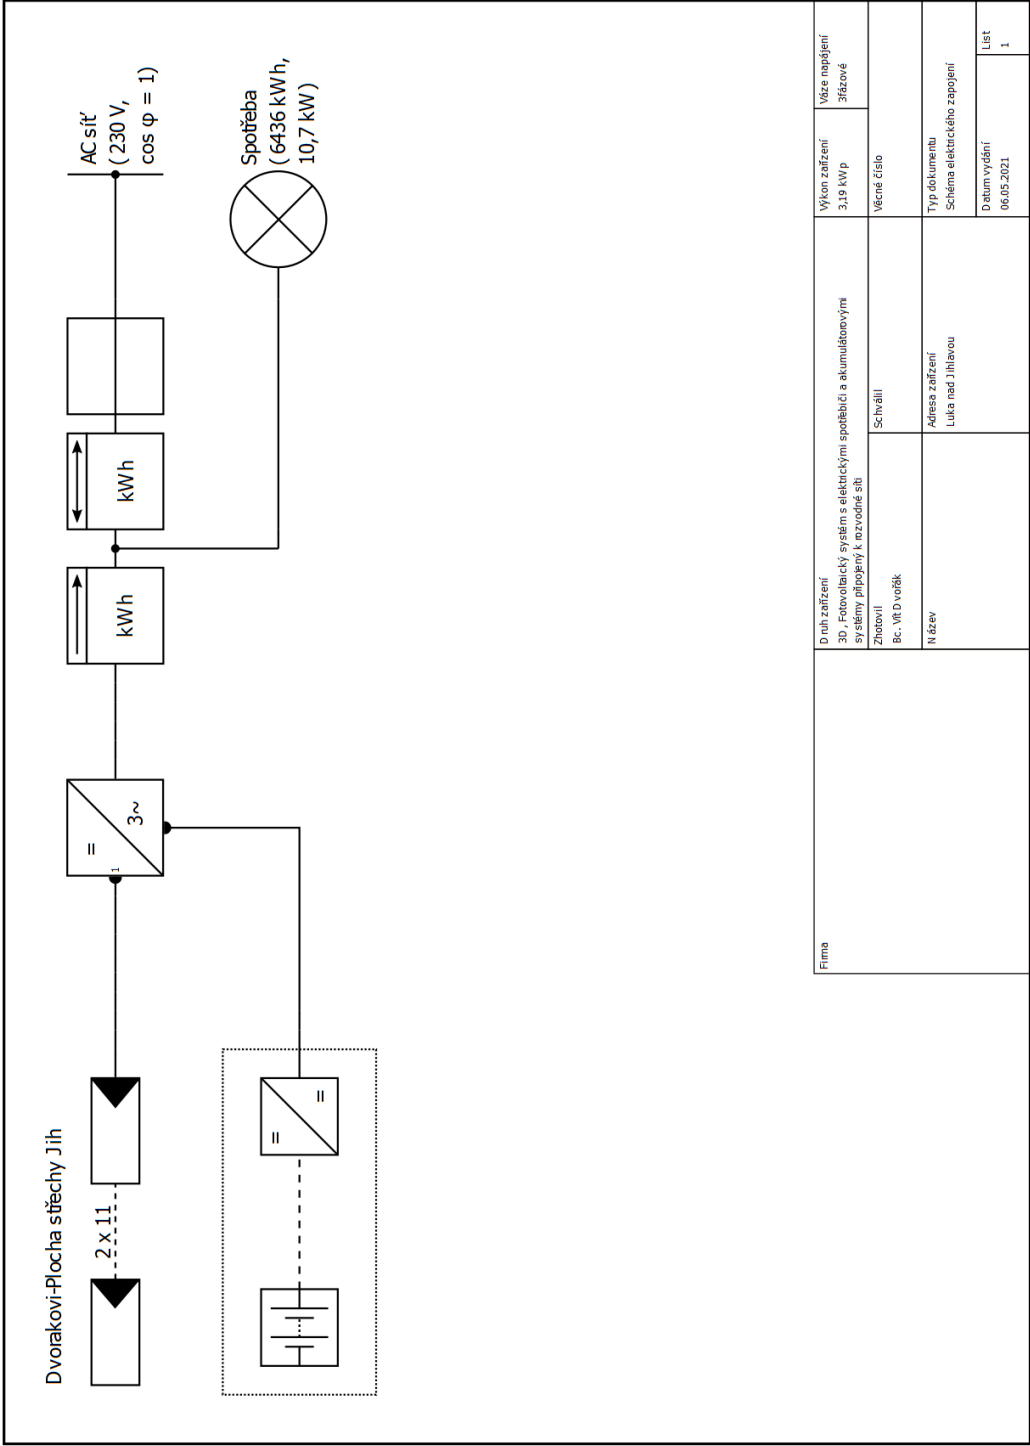 Dvorakovi-Plocha střechy Jih
2 x 11
=
=
=
1
3~
kWh
kWh
AC síť
(230 V,
cos φ = 1)
Spotřeba
(6436 kWh,
10,7 kW)
Firma
Druh zařízení
3D, Fotovoltaický systém s elektrickými spotřebiči a akumulátorovými
systémy připojený k rozvodné síti
Výkon zařízení
3,19 kWp
Váze napájení
3fázové
Zhotovil
Bc. Vít Dvořák
Schválil
Věcné číslo
Název
Adresa zařízení
Luka nad Jihlavou
Typ dokumentu
Schéma elektrického zapojení
Datum vydání
06.05.2021
List
1